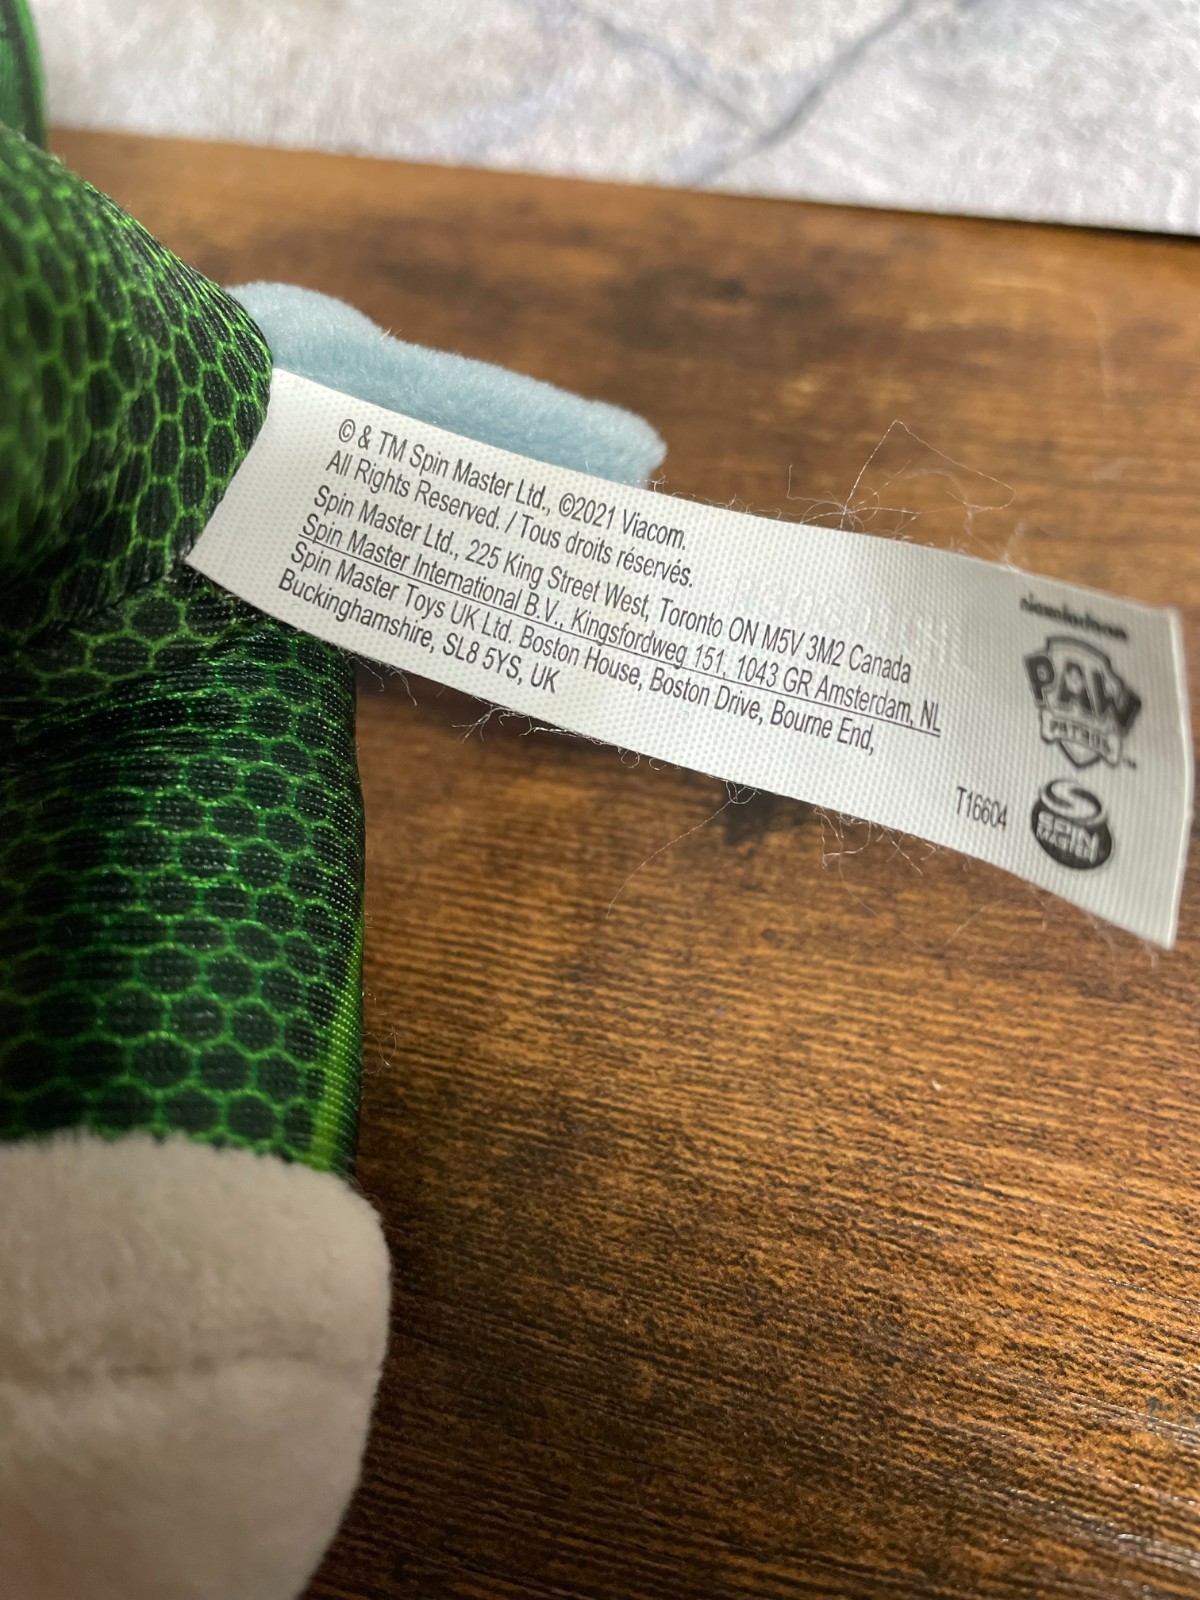 © & TM Spin Master Ltd., ©2021 Viacom.
All Rights Reserved. / Tous droits réservés.
Spin Master Ltd., 225 King Street West, Toronto ON M5V 3M2 Canada
Spin Master International B.V., Kingsfordweg 151, 1043 GR Amsterdam, NL
Spin Master Toys UK Ltd. Boston House, Boston Drive, Bourne End,
Buckinghamshire, SL8 5YS, UK
T16604
nickelodeon
PAW
PATROL™
SPIN
MASTER